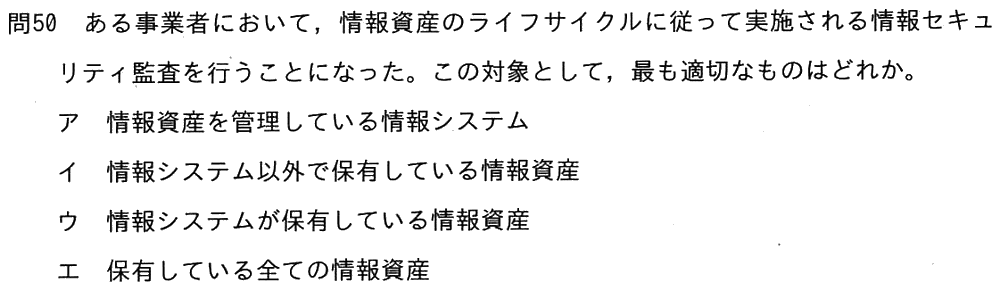 問50 ある事業者において，情報資産のライフサイクルに従って実施される情報セキュ
リティ監査を行うことになった。この対象として，最も適切なものはどれか。
ア 情報資産を管理している情報システム
イ 情報システム以外で保有している情報資産
ウ 情報システムが保有している情報資産
エ 保有している全ての情報資産